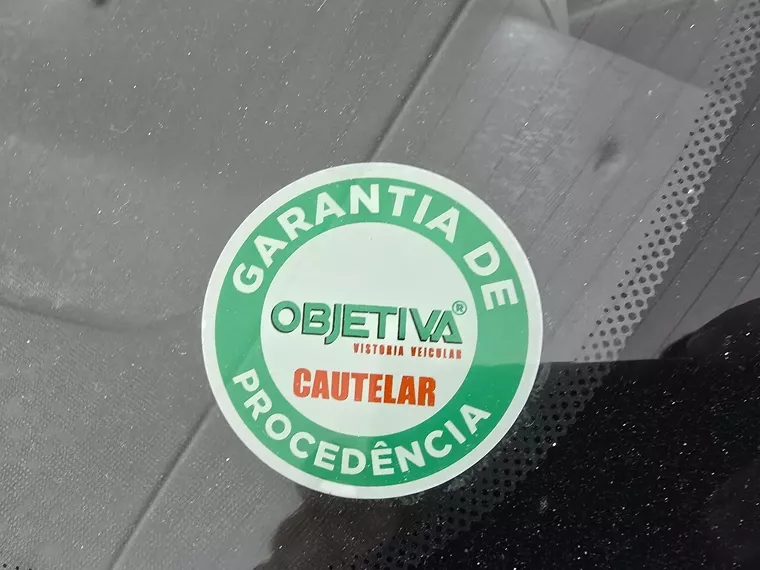 GARANTIA DE
OBJETIVA®
VISTORIA VEICULAR
CAUTELAR
PROCEDÊNCIA